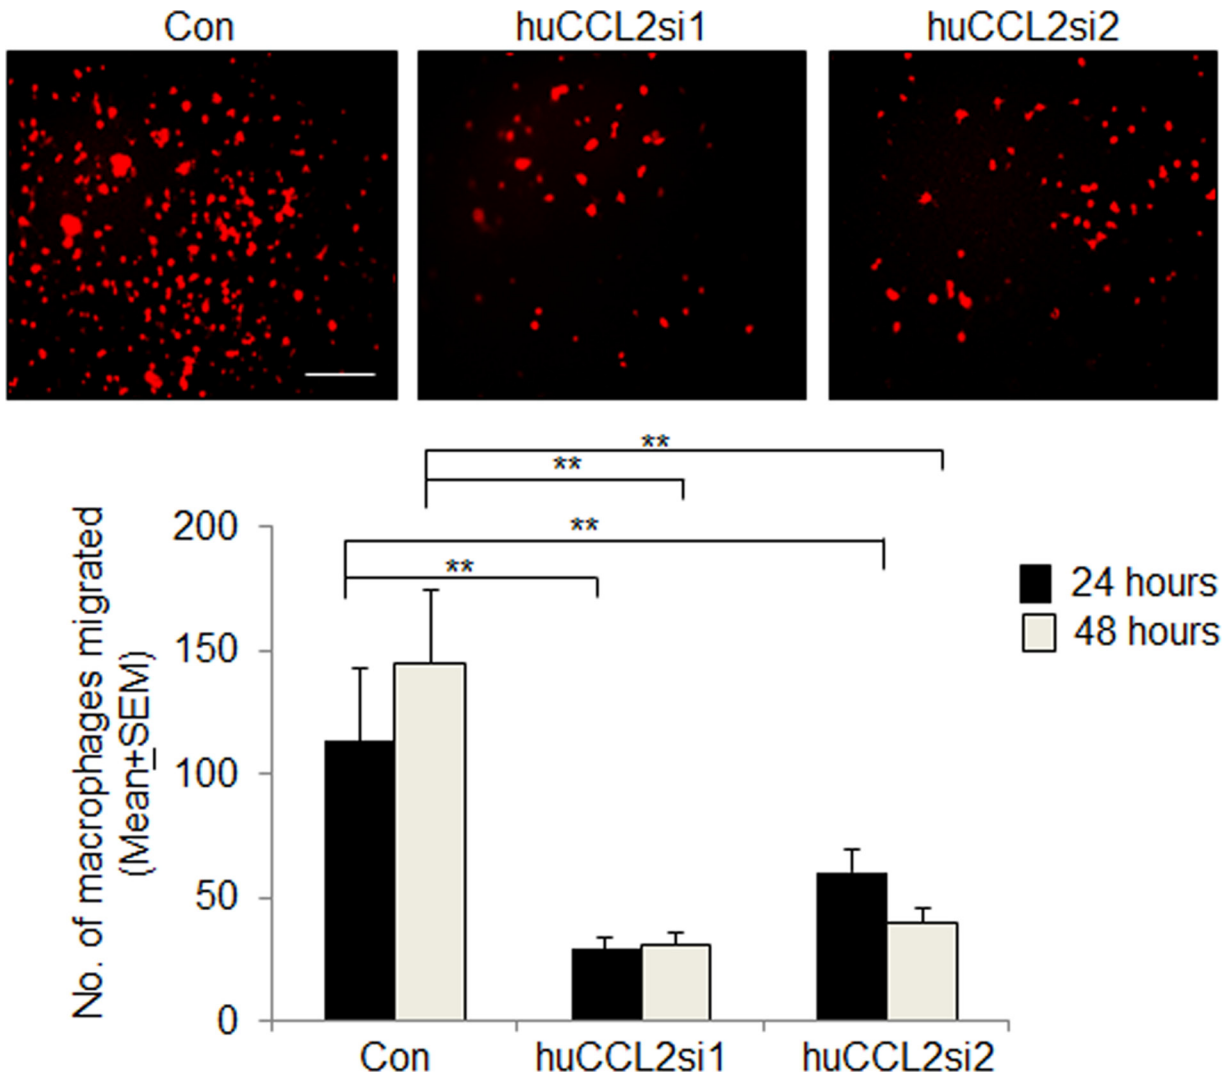 Con huCCL2si1 huCCL2si2
**
**
**
**
No. of macrophages migrated
(Mean±SEM)
200
150
100
50
0
24 hours
48 hours
Con huCCL2si1 huCCL2si2